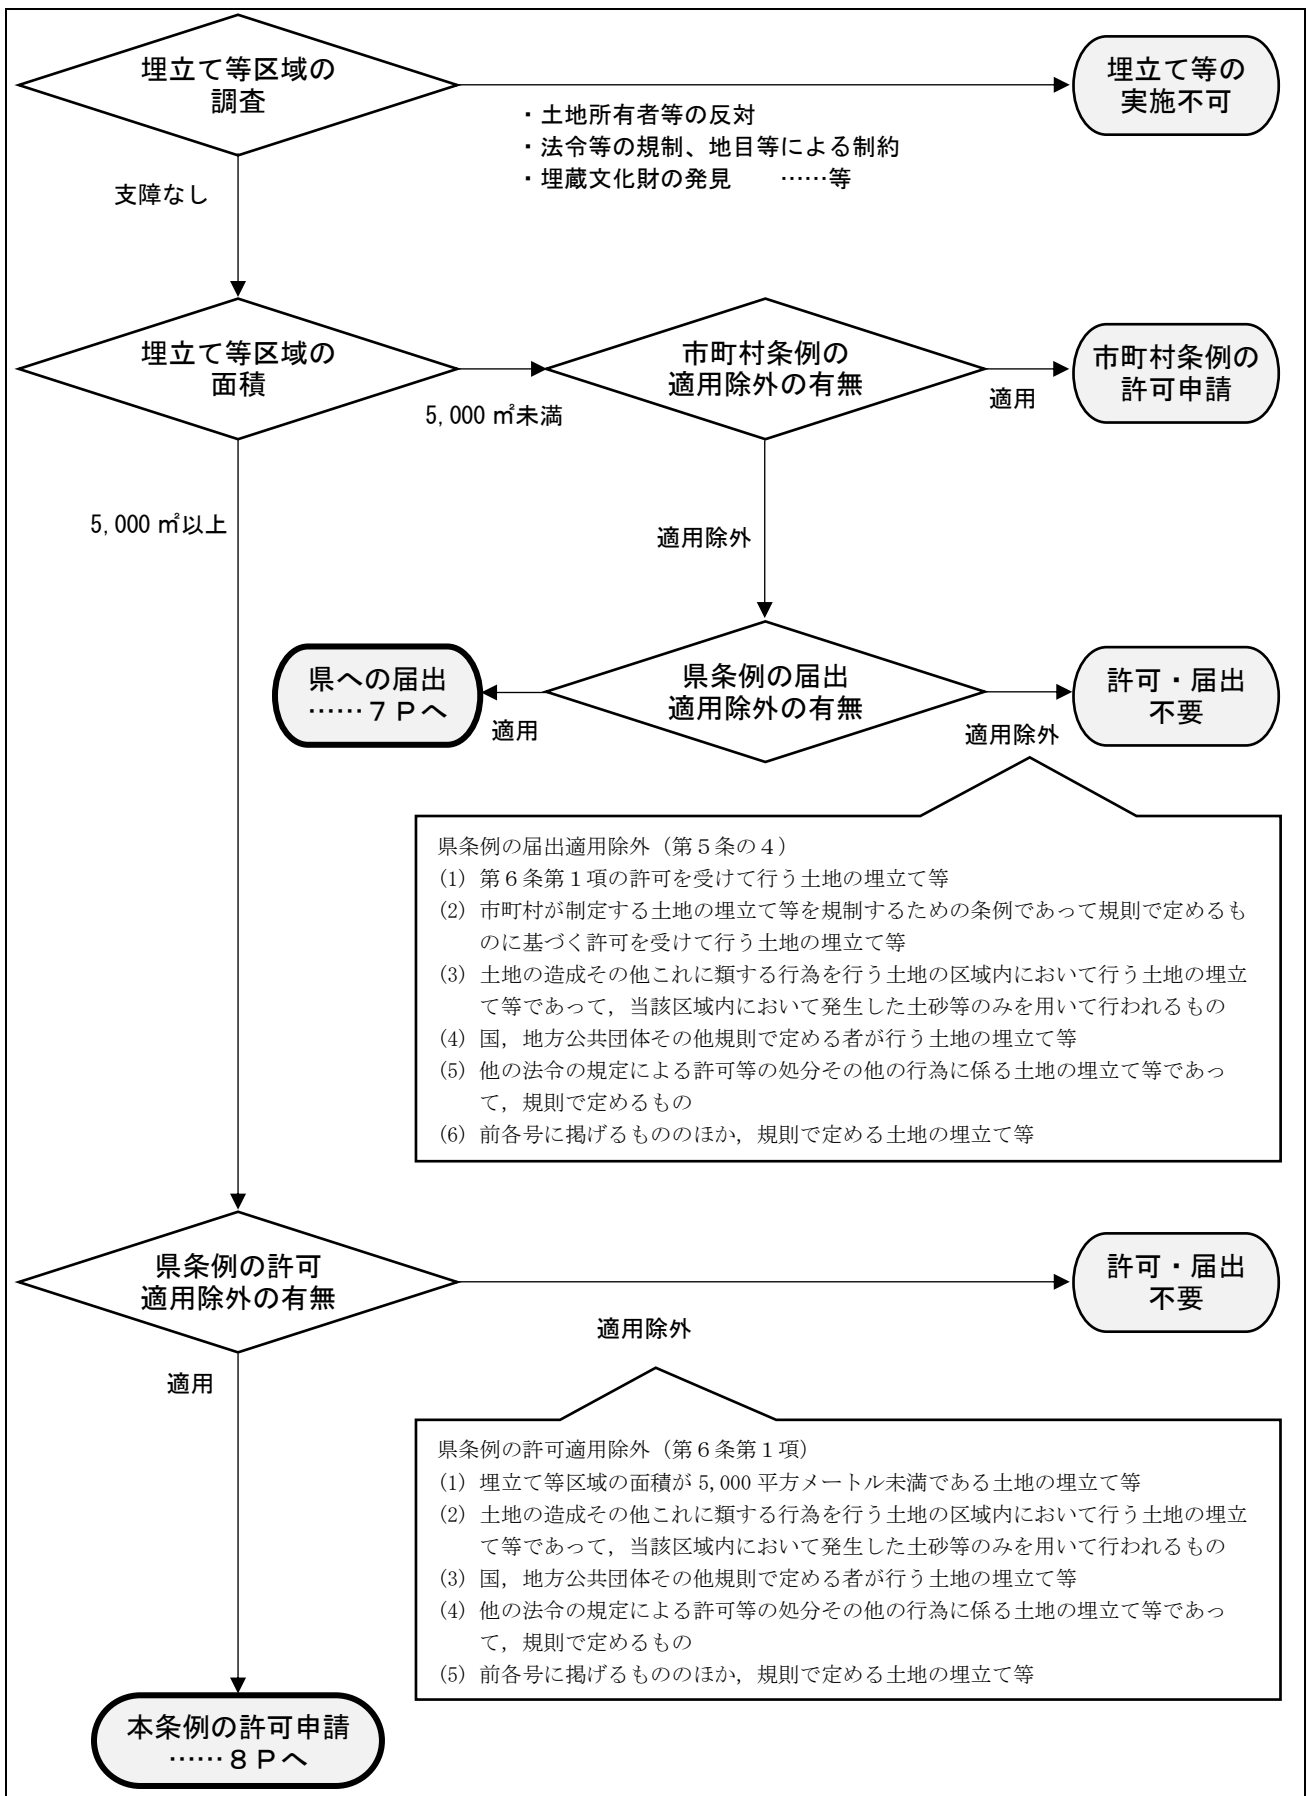 埋立て等区域の
調査
埋立て等の
実施不可
・土地所有者等の反対
・法令等の規制、地目等による制約
・埋蔵文化財の発見　　……等
支障なし
埋立て等区域の
面積
5,000 ㎡未満
市町村条例の
適用除外の有無
適用
市町村条例の
許可申請
5,000 ㎡以上
適用除外
県への届出
……７Ｐへ
適用
県条例の届出
適用除外の有無
適用除外
許可・届出
不要
県条例の届出適用除外（第５条の４）
(1) 第６条第１項の許可を受けて行う土地の埋立て等
(2) 市町村が制定する土地の埋立て等を規制するための条例であって規則で定めるも
のに基づく許可を受けて行う土地の埋立て等
(3) 土地の造成その他これに類する行為を行う土地の区域内において行う土地の埋立
て等であって，当該区域内において発生した土砂等のみを用いて行われるもの
(4) 国，地方公共団体その他規則で定める者が行う土地の埋立て等
(5) 他の法令の規定による許可等の処分その他の行為に係る土地の埋立て等であっ
て，規則で定めるもの
(6) 前各号に掲げるもののほか，規則で定める土地の埋立て等
県条例の許可
適用除外の有無
適用除外
許可・届出
不要
適用
県条例の許可適用除外（第６条第１項）
(1) 埋立て等区域の面積が 5,000 平方メートル未満である土地の埋立て等
(2) 土地の造成その他これに類する行為を行う土地の区域内において行う土地の埋立
て等であって，当該区域内において発生した土砂等のみを用いて行われるもの
(3) 国，地方公共団体その他規則で定める者が行う土地の埋立て等
(4) 他の法令の規定による許可等の処分その他の行為に係る土地の埋立て等であっ
て，規則で定めるもの
(5) 前各号に掲げるもののほか，規則で定める土地の埋立て等
本条例の許可申請
……８Ｐへ